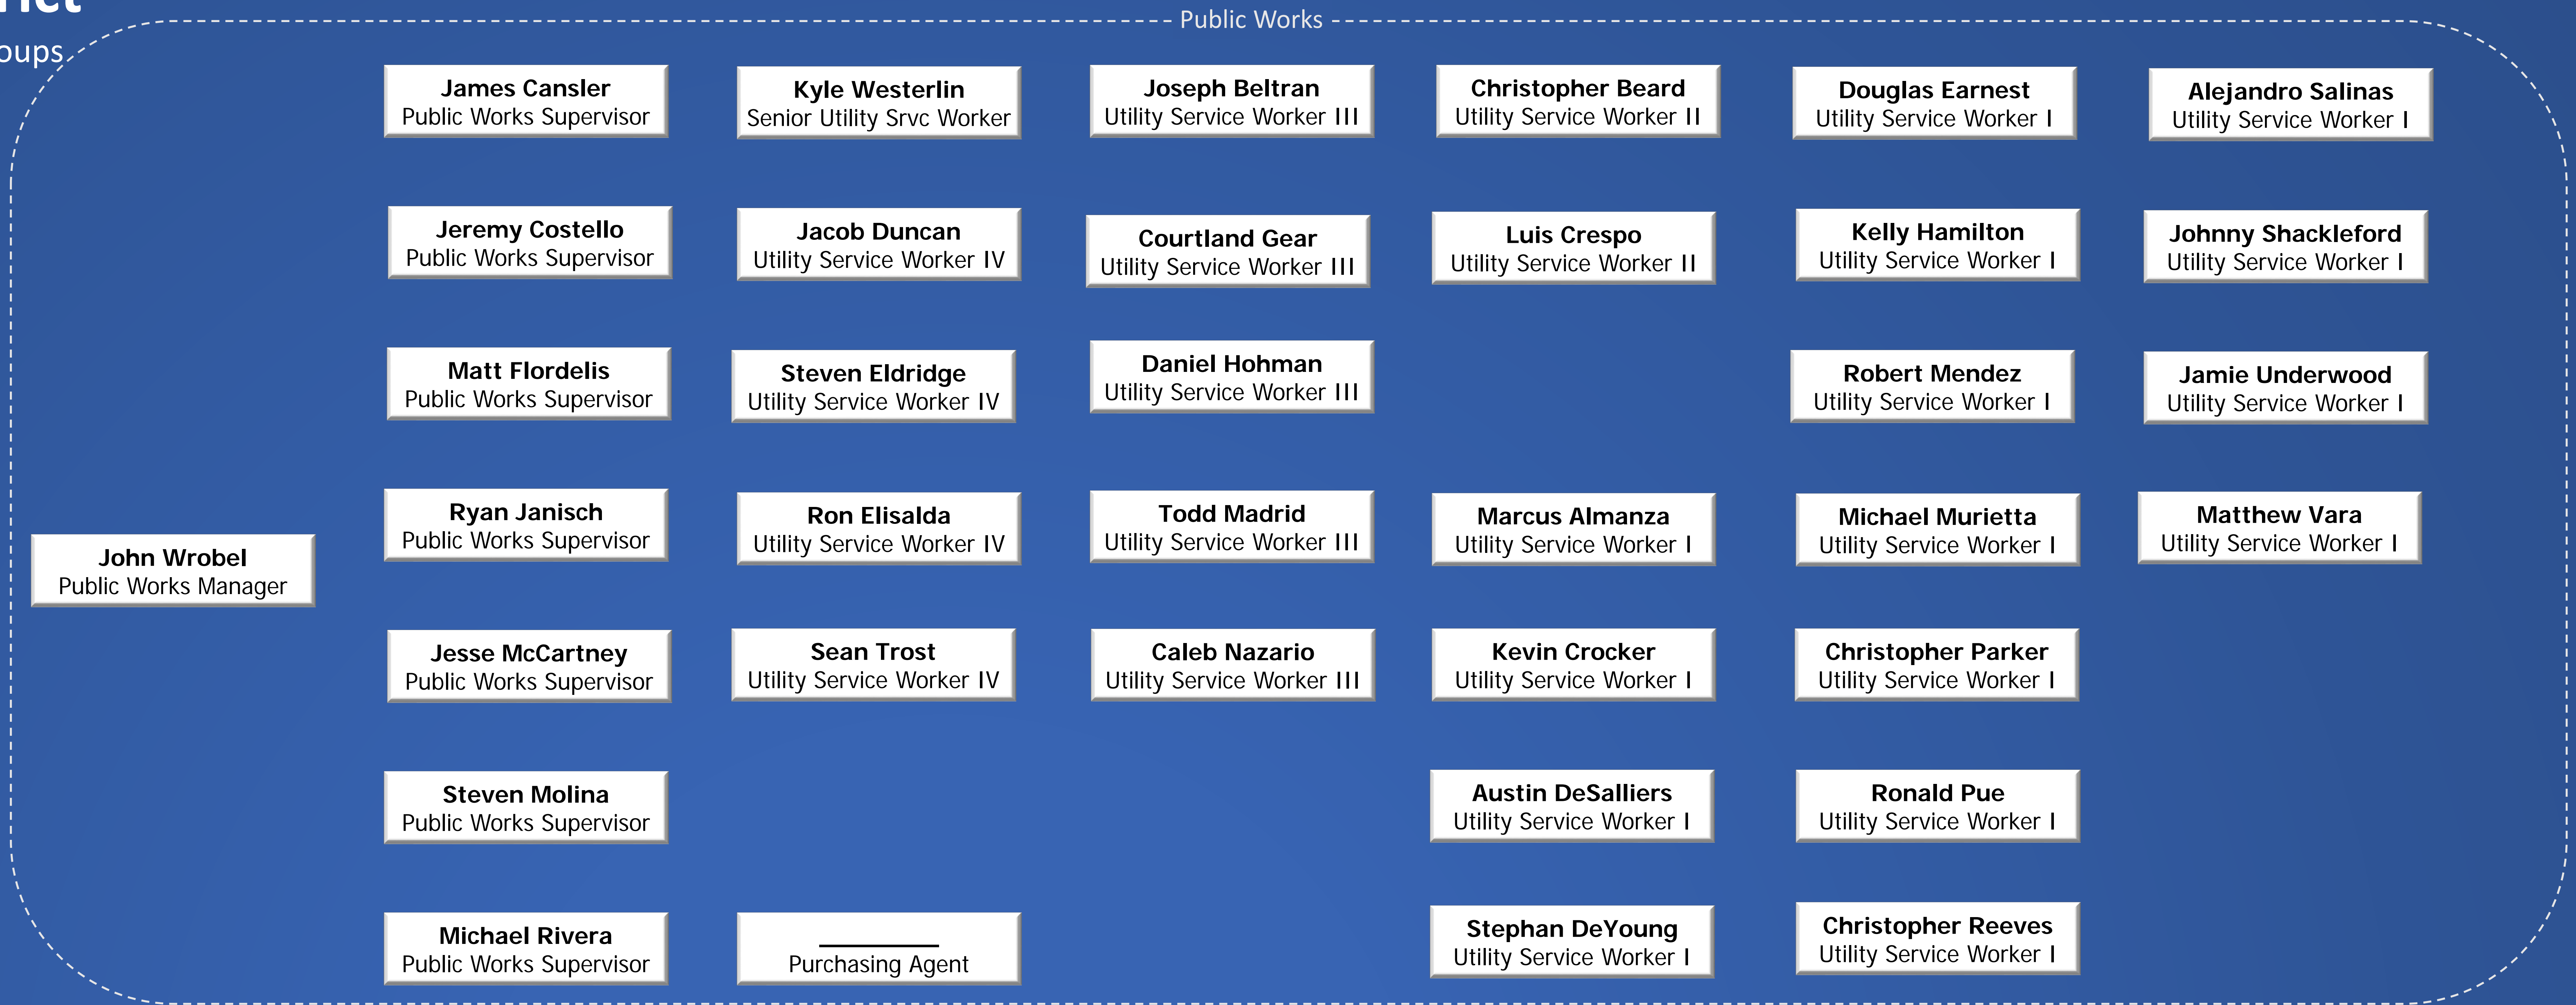 Public Works
James Cansler
Public Works Supervisor
Kyle Westerlin
Senior Utility Srvc Worker
Joseph Beltran
Utility Service Worker III
Christopher Beard
Utility Service Worker II
Douglas Earnest
Utility Service Worker I
Alejandro Salinas
Utility Service Worker I
Jeremy Costello
Public Works Supervisor
Jacob Duncan
Utility Service Worker IV
Courtland Gear
Utility Service Worker III
Luis Crespo
Utility Service Worker II
Kelly Hamilton
Utility Service Worker I
Johnny Shackleford
Utility Service Worker I
Matt Flordelis
Public Works Supervisor
Steven Eldridge
Utility Service Worker IV
Daniel Hohman
Utility Service Worker III
Robert Mendez
Utility Service Worker I
Jamie Underwood
Utility Service Worker I
Ryan Janisch
Public Works Supervisor
Ron Elisalda
Utility Service Worker IV
Todd Madrid
Utility Service Worker III
Marcus Almanza
Utility Service Worker I
Michael Murietta
Utility Service Worker I
Matthew Vara
Utility Service Worker I
John Wrobel
Public Works Manager
Jesse McCartney
Public Works Supervisor
Sean Trost
Utility Service Worker IV
Caleb Nazario
Utility Service Worker III
Kevin Crocker
Utility Service Worker I
Christopher Parker
Utility Service Worker I
Steven Molina
Public Works Supervisor
Austin DeSalliers
Utility Service Worker I
Ronald Pue
Utility Service Worker I
Michael Rivera
Public Works Supervisor
Purchasing Agent
Stephan DeYoung
Utility Service Worker I
Christopher Reeves
Utility Service Worker I